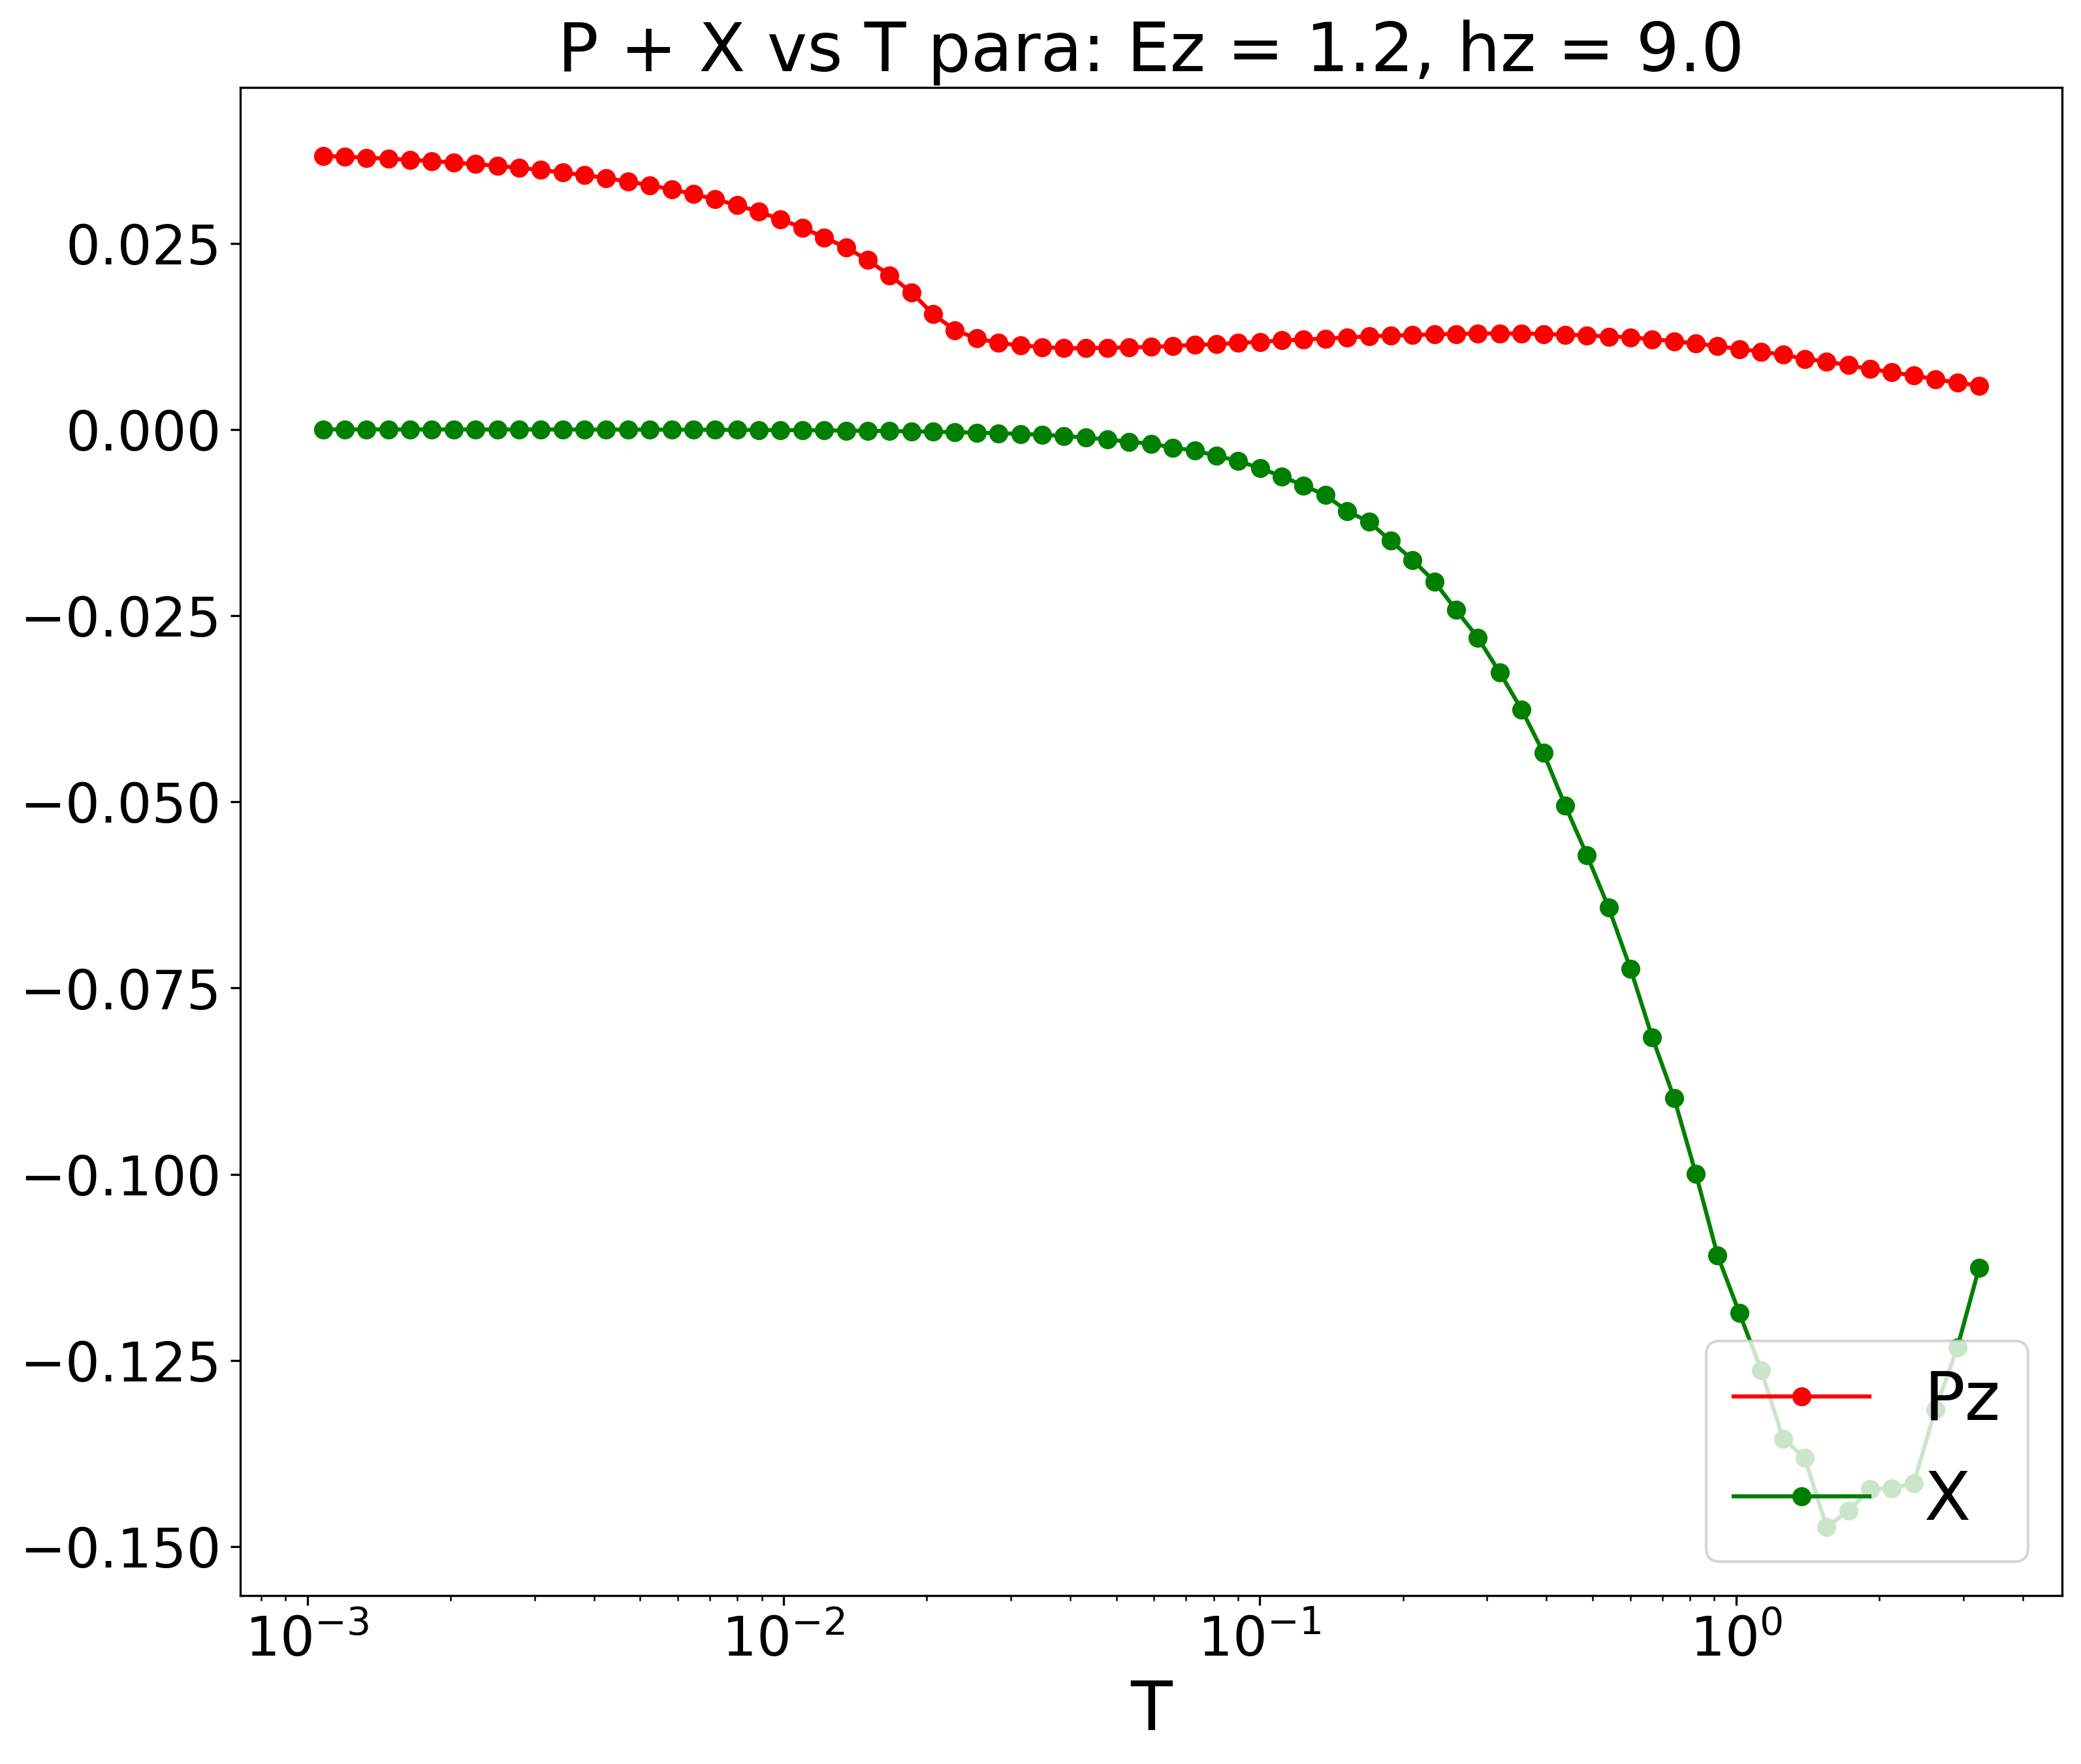 P + X vs T para: Ez = 1.2, hz = 9.0
0.025
0.000
−0.025
−0.050
−0.075
−0.100
−0.125
−0.150
Pz
X
10⁻³ 10⁻² 10⁻¹ 10⁰
T